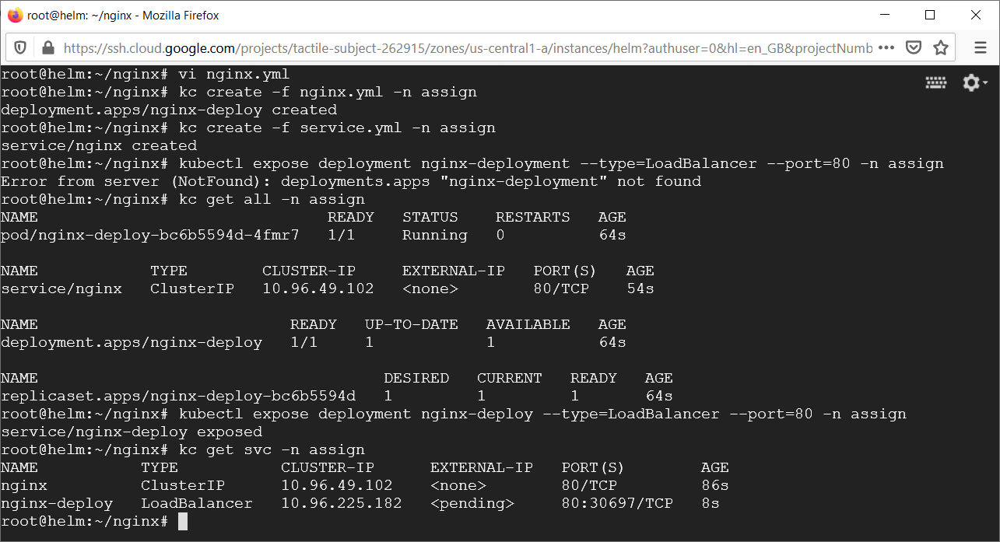 root@helm: ~/nginx - Mozilla Firefox
https://ssh.cloud.google.com/projects/tactile-subject-262915/zones/us-central1-a/instances/helm?authuser=0&hl=en_GB&projectNumb
root@helm:~/nginx# vi nginx.yml
root@helm:~/nginx# kc create -f nginx.yml -n assign
deployment.apps/nginx-deploy created
root@helm:~/nginx# kc create -f service.yml -n assign
service/nginx created
root@helm:~/nginx# kubectl expose deployment nginx-deployment --type=LoadBalancer --port=80 -n assign
Error from server (NotFound): deployments.apps "nginx-deployment" not found
root@helm:~/nginx# kc get all -n assign
NAME READY STATUS RESTARTS AGE
pod/nginx-deploy-bc6b5594d-4fmr7 1/1 Running 0 64s
NAME TYPE CLUSTER-IP EXTERNAL-IP PORT(S) AGE
service/nginx ClusterIP 10.96.49.102 <none> 80/TCP 54s
NAME READY UP-TO-DATE AVAILABLE AGE
deployment.apps/nginx-deploy 1/1 1 1 64s
NAME DESIRED CURRENT READY AGE
replicaset.apps/nginx-deploy-bc6b5594d 1 1 1 64s
root@helm:~/nginx# kubectl expose deployment nginx-deploy --type=LoadBalancer --port=80 -n assign
service/nginx-deploy exposed
root@helm:~/nginx# kc get svc -n assign
NAME TYPE CLUSTER-IP EXTERNAL-IP PORT(S) AGE
nginx ClusterIP 10.96.49.102 <none> 80/TCP 86s
nginx-deploy LoadBalancer 10.96.225.182 <pending> 80:30697/TCP 8s
root@helm:~/nginx#